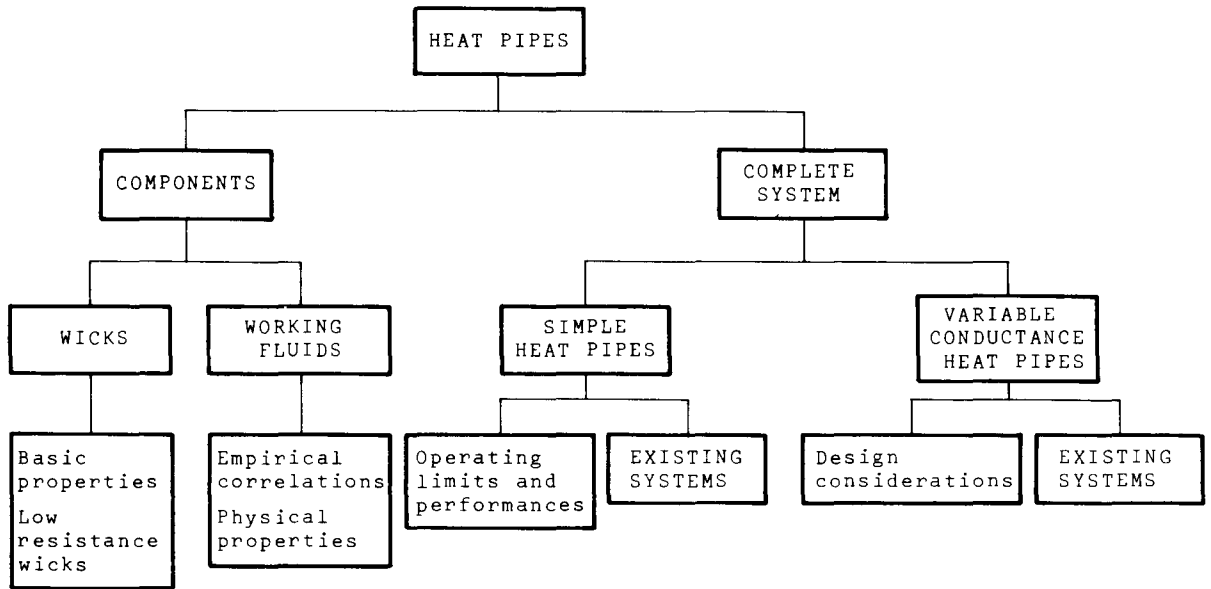 HEAT PIPES
COMPONENTS
COMPLETE
SYSTEM
WICKS
WORKING
FLUIDS
SIMPLE
HEAT PIPES
VARIABLE
CONDUCTANCE
HEAT PIPES
Basic
properties
Low
resistance
wicks
Empirical
correlations
Physical
properties
Operating
limits and
performances
EXISTING
SYSTEMS
Design
considerations
EXISTING
SYSTEMS